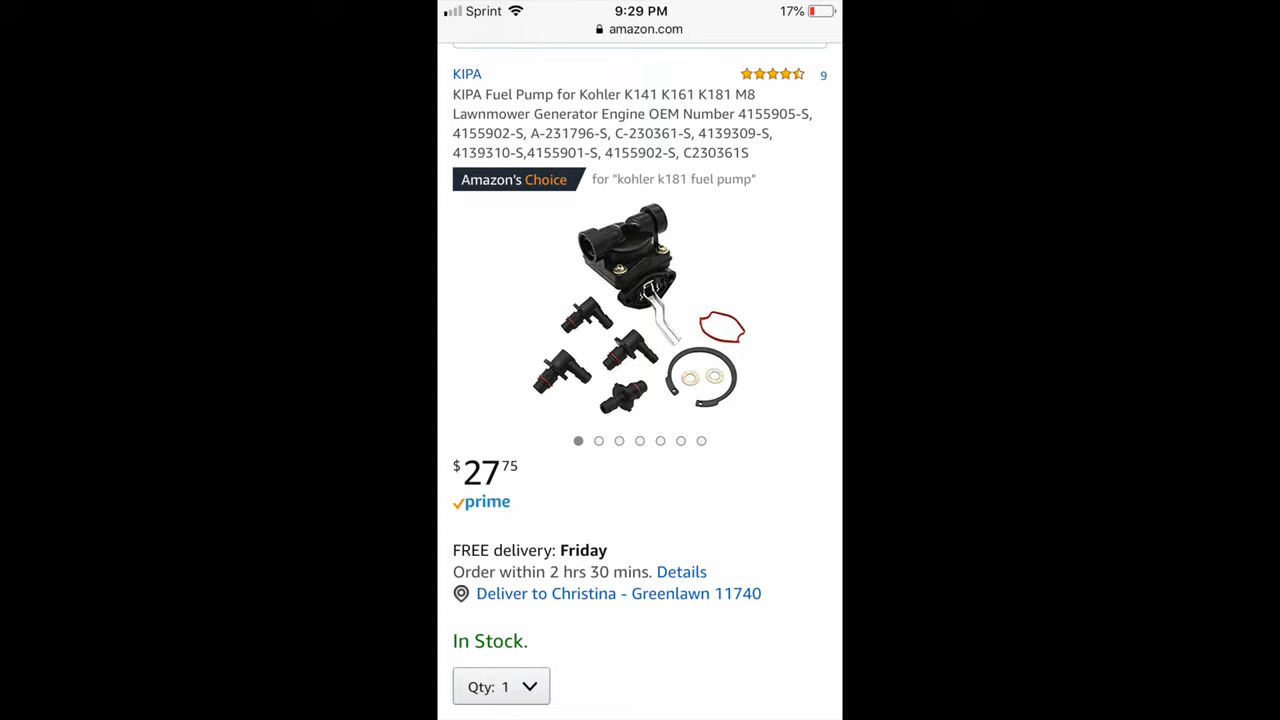 Sprint 9:29 PM 17%
amazon.com
KIPA 9
KIPA Fuel Pump for Kohler K141 K161 K181 M8
Lawnmower Generator Engine OEM Number 4155905-S,
4155902-S, A-231796-S, C-230361-S, 4139309-S,
4139310-S,4155901-S, 4155902-S, C230361S
Amazon's Choice for "kohler k181 fuel pump"
$27 75
prime
FREE delivery: Friday
Order within 2 hrs 30 mins. Details
Deliver to Christina - Greenlawn 11740
In Stock.
Qty: 1